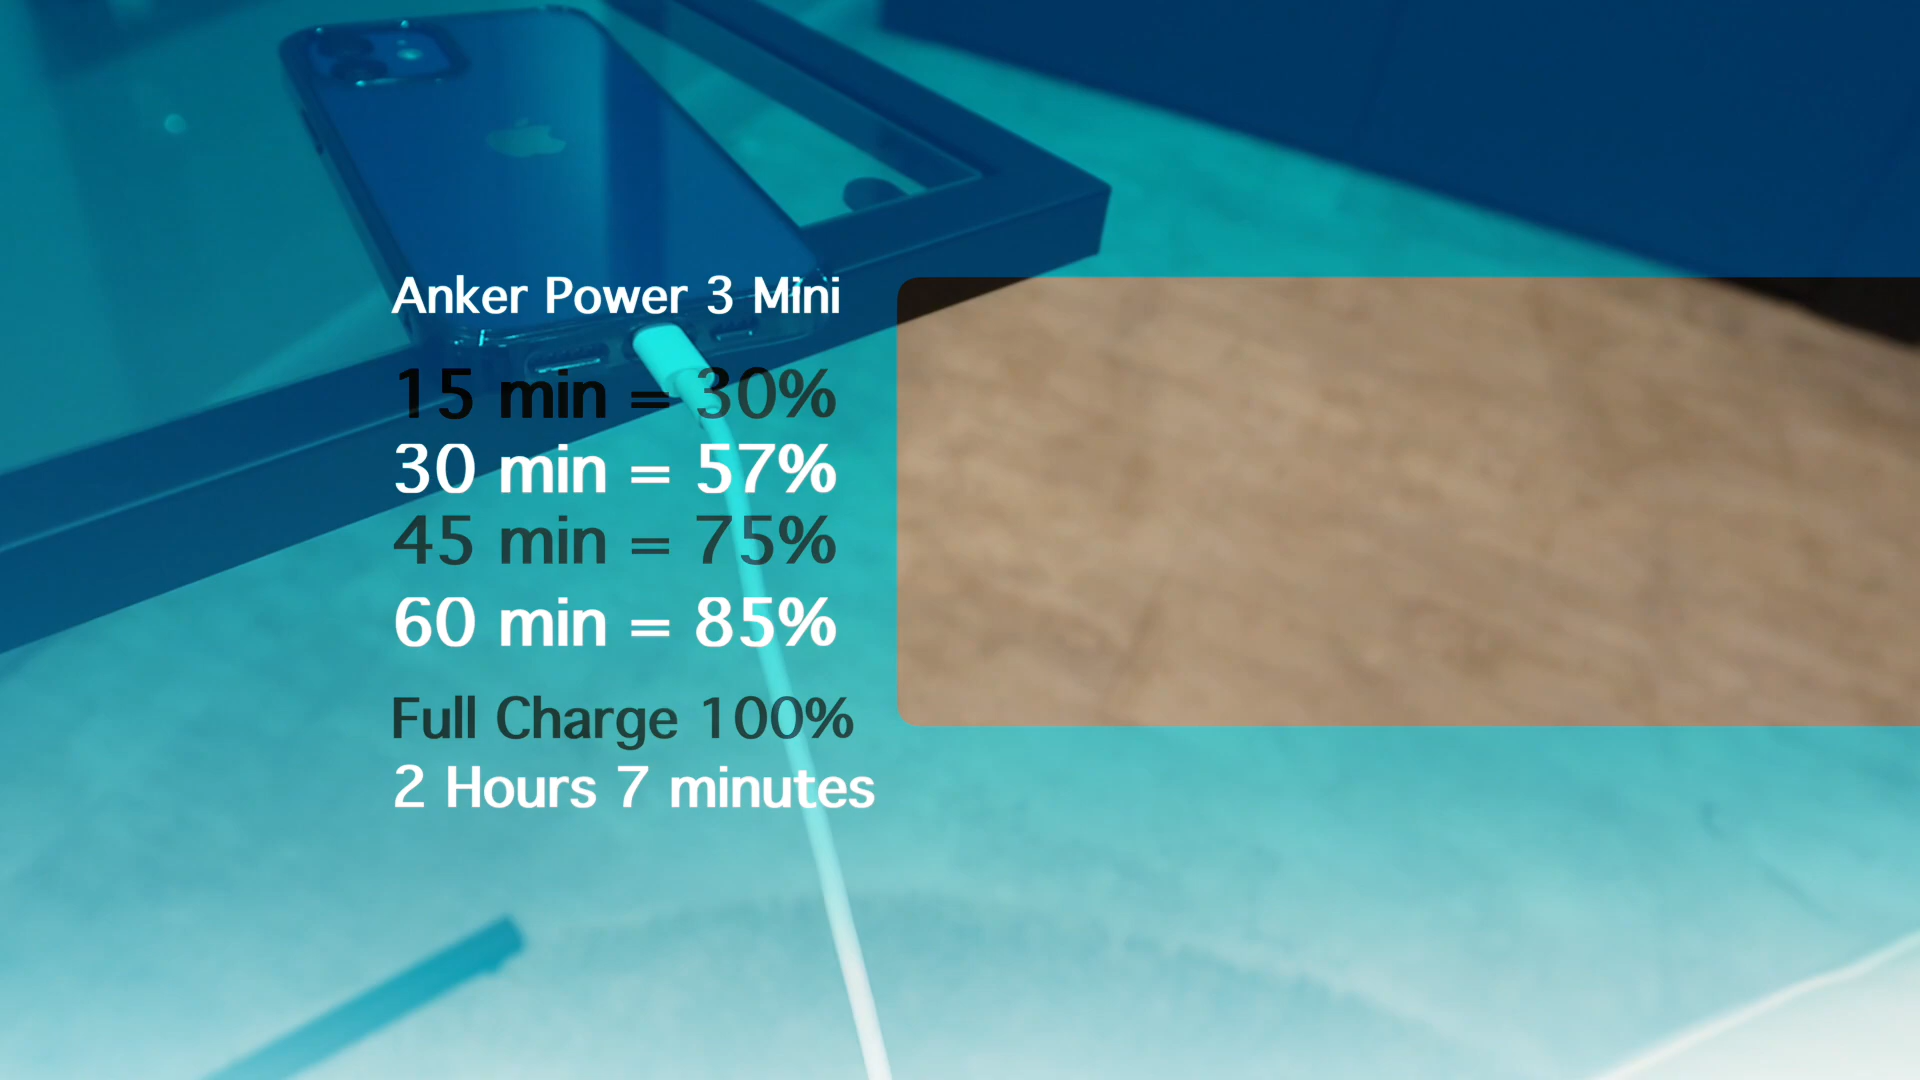 Anker Power 3 Mini
15 min = 30%
30 min = 57%
45 min = 75%
60 min = 85%
Full Charge 100%
2 Hours 7 minutes